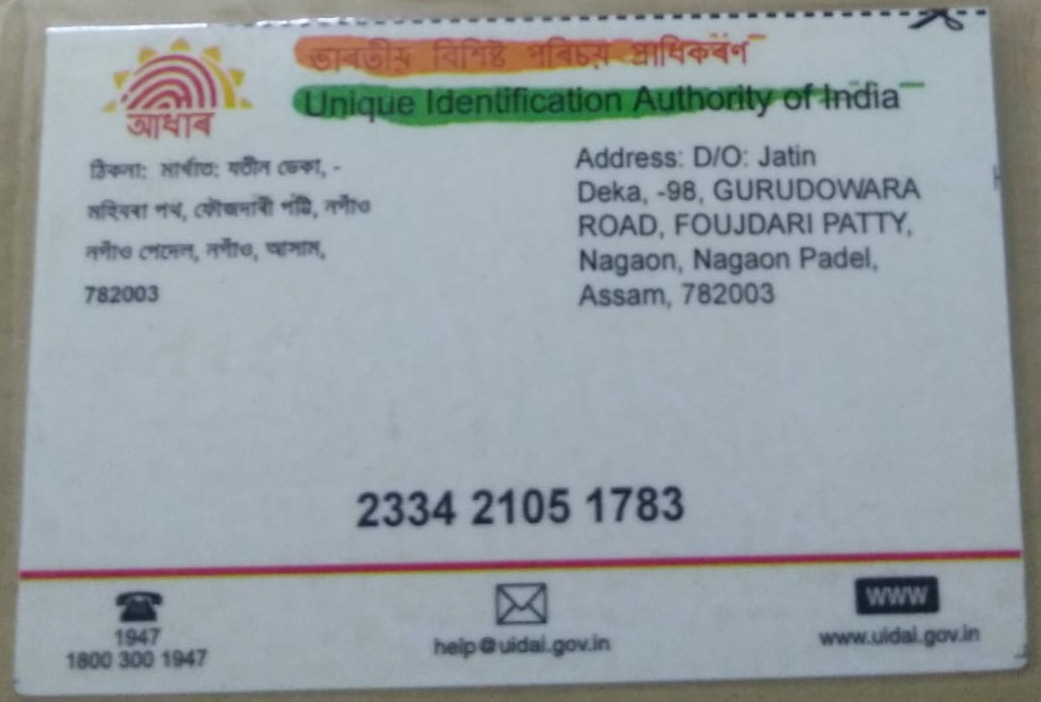 ভাৰতীয় বিশিষ্ট পৰিচয় প্ৰাধিকৰণ
Unique Identification Authority of India
আধাৰ
ঠিকনা: যতীন ডেকা, -
পথ, ফৌজদাৰী পট্টি, নগাঁও
নগাঁও পেদেল, নগাঁও, আসাম,
782003
Address: D/O: Jatin
Deka, -98, GURUDOWARA
ROAD, FOUJDARI PATTY,
Nagaon, Nagaon Padel,
Assam, 782003
2334 2105 1783
1947
1800 300 1947
help@uidai.gov.in
www
www.uidai.gov.in